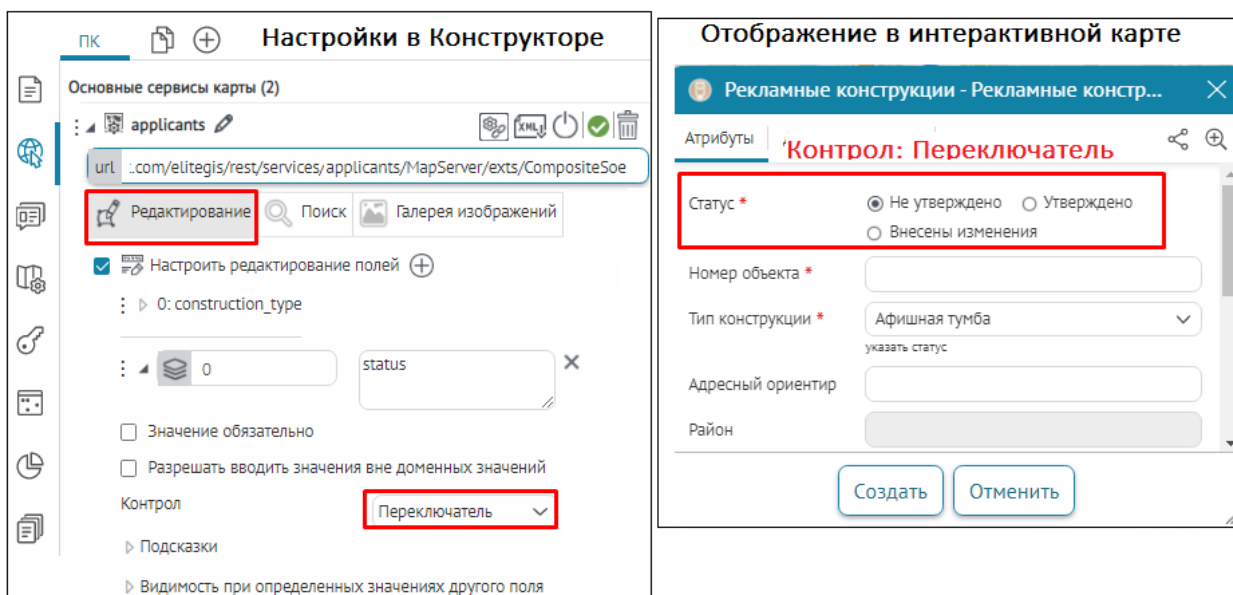 ПК
Настройки в Конструкторе
Основные сервисы карты (2)
applicants
XML
url :.com/elitegis/rest/services/applicants/MapServer/exts/CompositeSoe
Редактирование Поиск Галерея изображений
Настроить редактирование полей
0: construction_type
0 status
Значение обязательно
Разрешать вводить значения вне доменных значений
Контрол Переключатель
Подсказки
Видимость при определенных значениях другого поля
Отображение в интерактивной карте
Рекламные конструкции - Рекламные констр...
Атрибуты
Контрол: Переключатель
Статус * Не утверждено Утверждено
Внесены изменения
Номер объекта *
Тип конструкции * Афишная тумба
указать статус
Адресный ориентир
Район
Создать Отменить